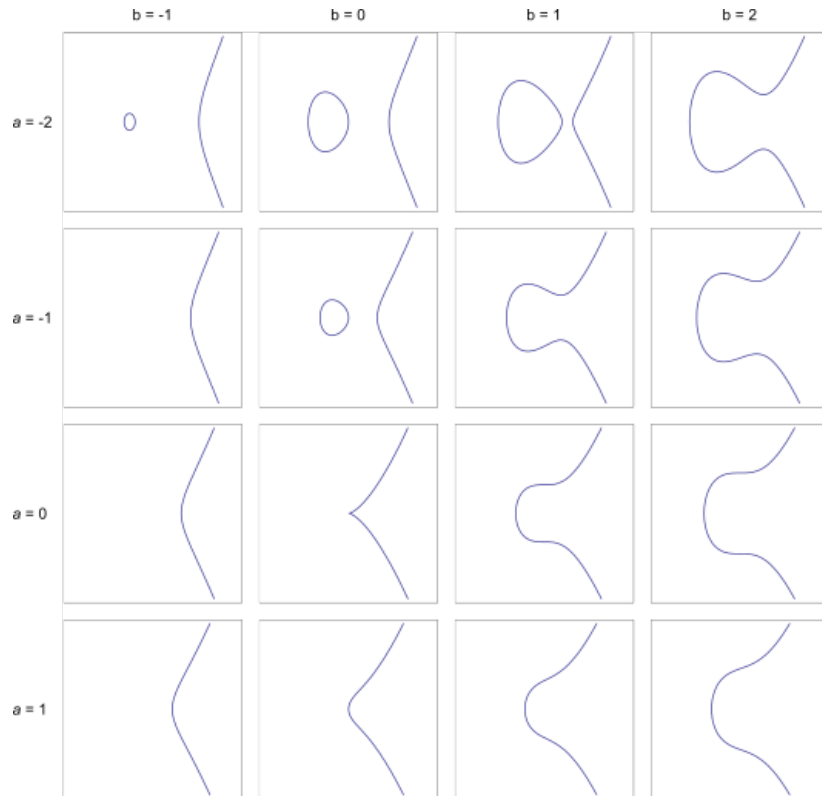 b = -1 b = 0 b = 1 b = 2
a = -2
a = -1
a = 0
a = 1